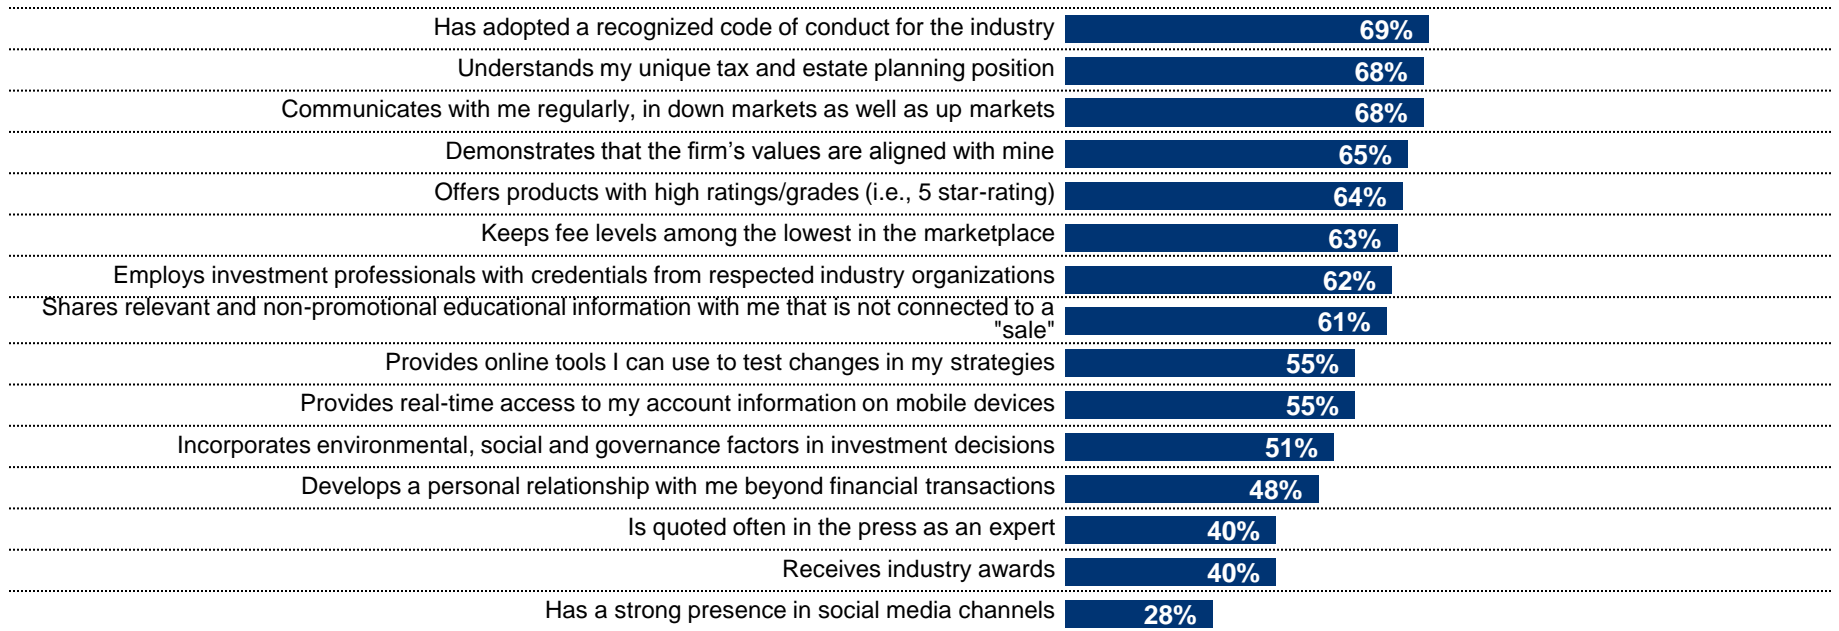 Has adopted a recognized code of conduct for the industry 69%
Understands my unique tax and estate planning position 68%
Communicates with me regularly, in down markets as well as up markets 68%
Demonstrates that the firm’s values are aligned with mine 65%
Offers products with high ratings/grades (i.e., 5 star-rating) 64%
Keeps fee levels among the lowest in the marketplace 63%
Employs investment professionals with credentials from respected industry organizations 62%
Shares relevant and non-promotional educational information with me that is not connected to a
"sale" 61%
Provides online tools I can use to test changes in my strategies 55%
Provides real-time access to my account information on mobile devices 55%
Incorporates environmental, social and governance factors in investment decisions 51%
Develops a personal relationship with me beyond financial transactions 48%
Is quoted often in the press as an expert 40%
Receives industry awards 40%
Has a strong presence in social media channels 28%